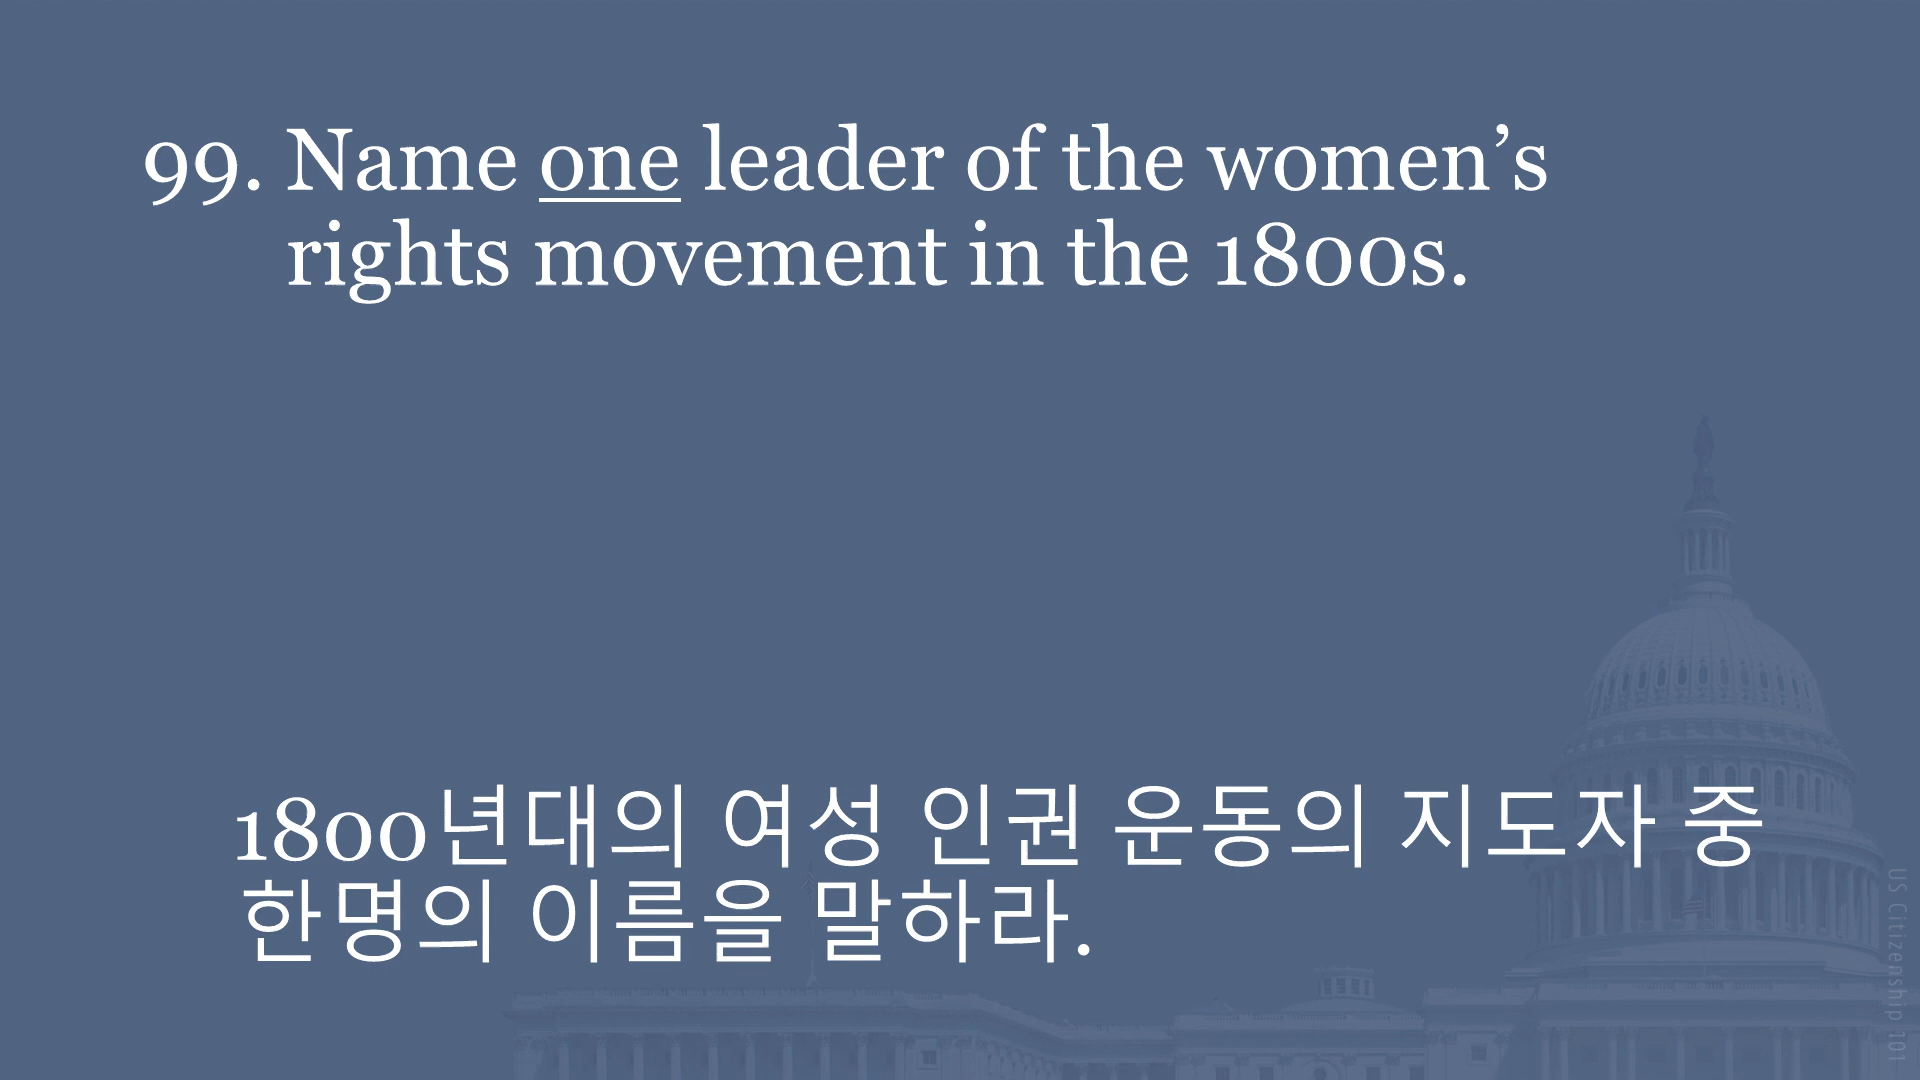 99. Name one leader of the women’s
rights movement in the 1800s.
1800년대의 여성 인권 운동의 지도자 중
한명의 이름을 말하라.
US Citizenship 101